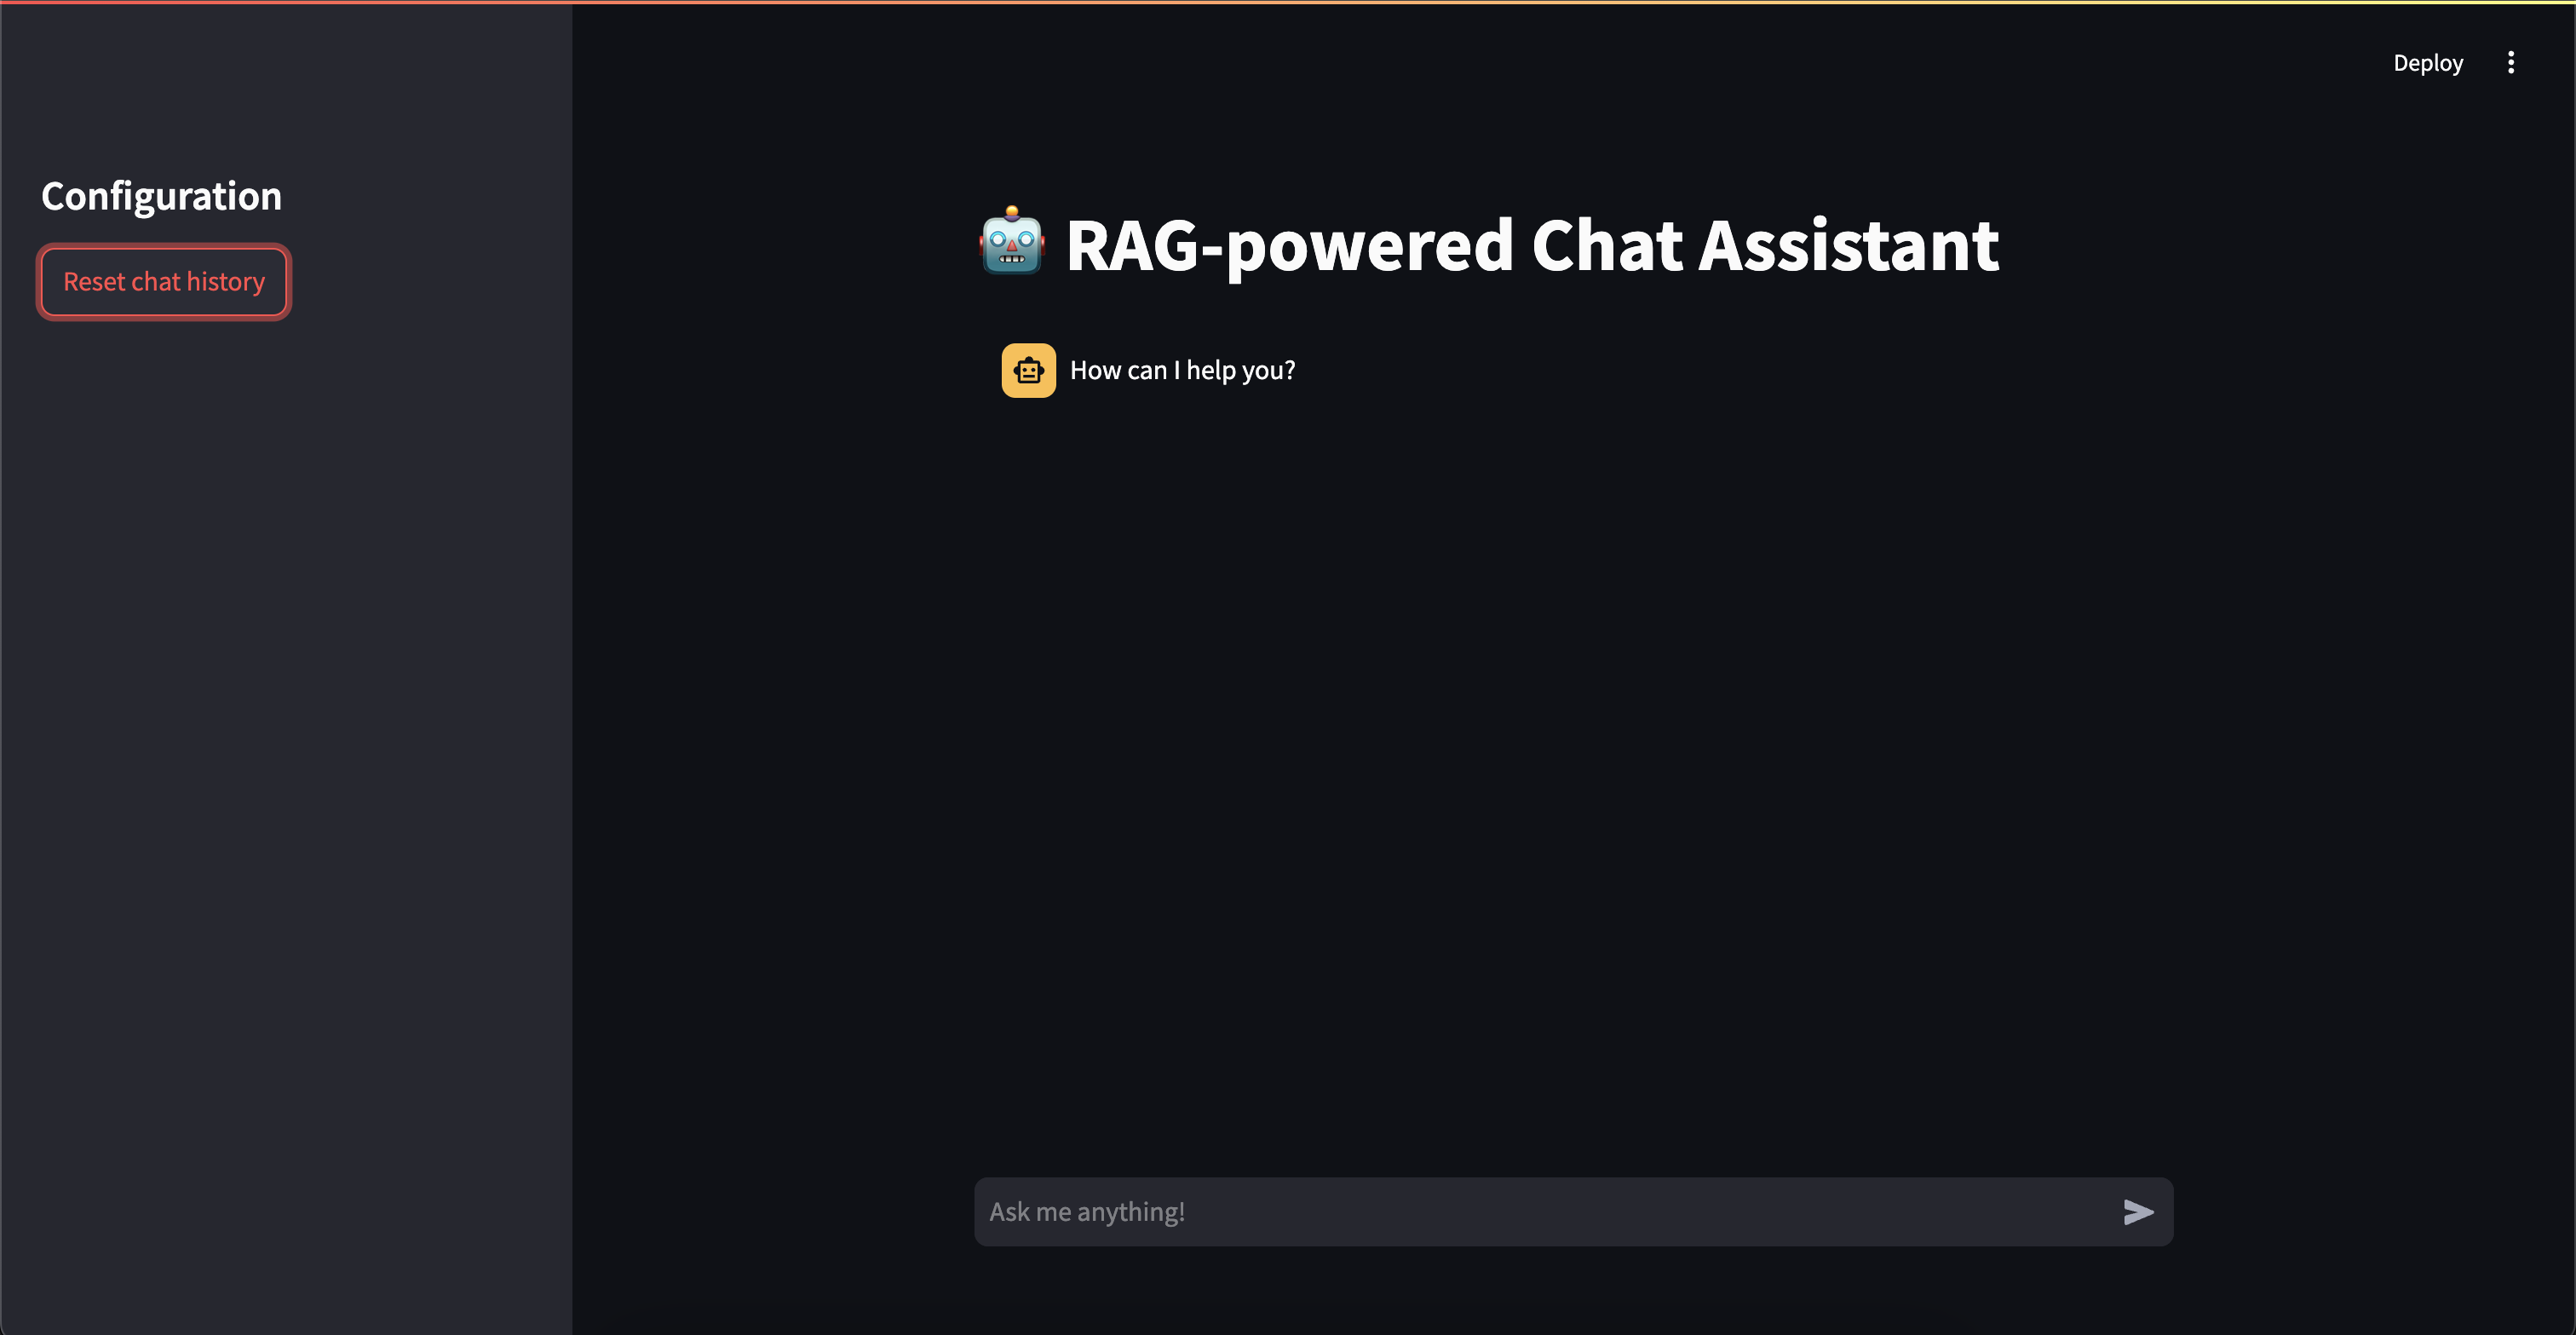 Deploy
Configuration
Reset chat history
🤖 RAG-powered Chat Assistant
How can I help you?
Ask me anything!